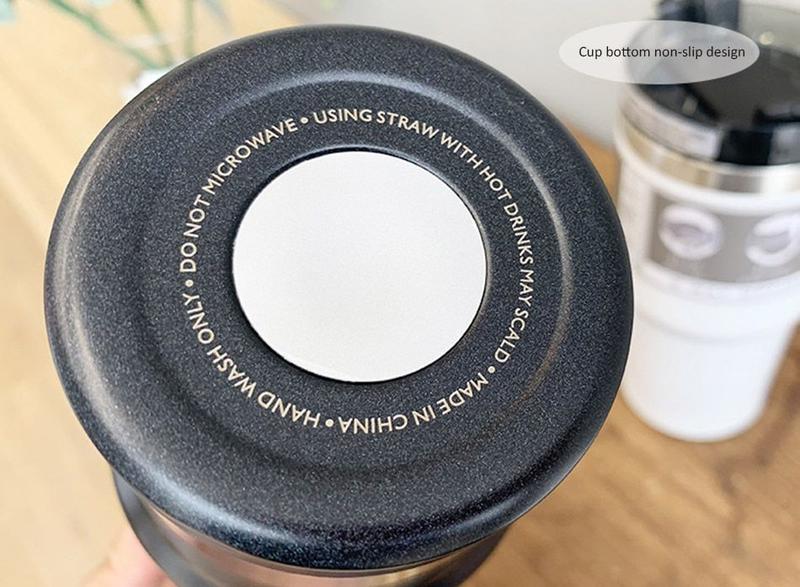 Cup bottom non-slip design
DO NOT MICROWAVE • USING STRAW WITH HOT DRINKS MAY SCALD • MADE IN CHINA • HAND WASH ONLY •